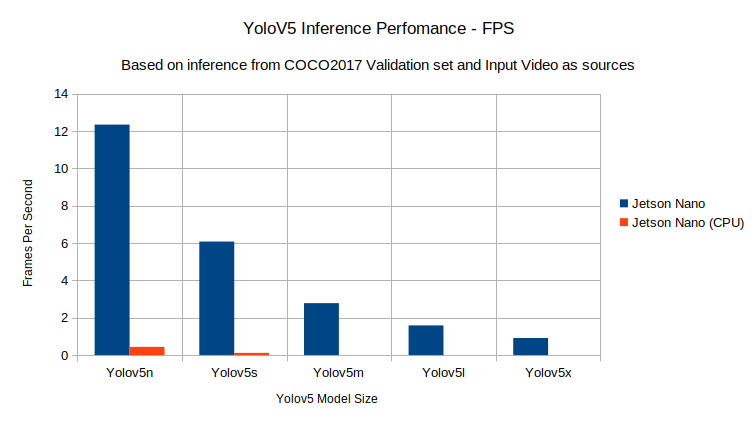 YoloV5 Inference Perfomance - FPS
Based on inference from COCO2017 Validation set and Input Video as sources
14
12
10
8
6
4
2
0
Frames Per Second
Yolov5n Yolov5s Yolov5m Yolov5l Yolov5x
Yolov5 Model Size
Jetson Nano
Jetson Nano (CPU)